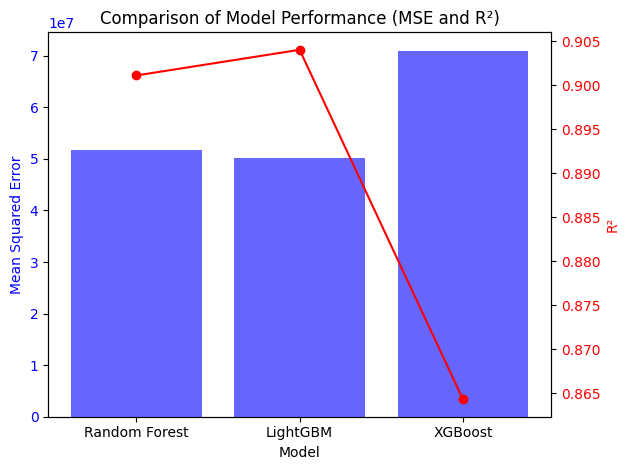 Comparison of Model Performance (MSE and R²)
1e7
7
6
5
4
3
2
1
0
Mean Squared Error
0.905
0.900
0.895
0.890
0.885
0.880
0.875
0.870
0.865
R²
Random Forest
LightGBM
XGBoost
Model